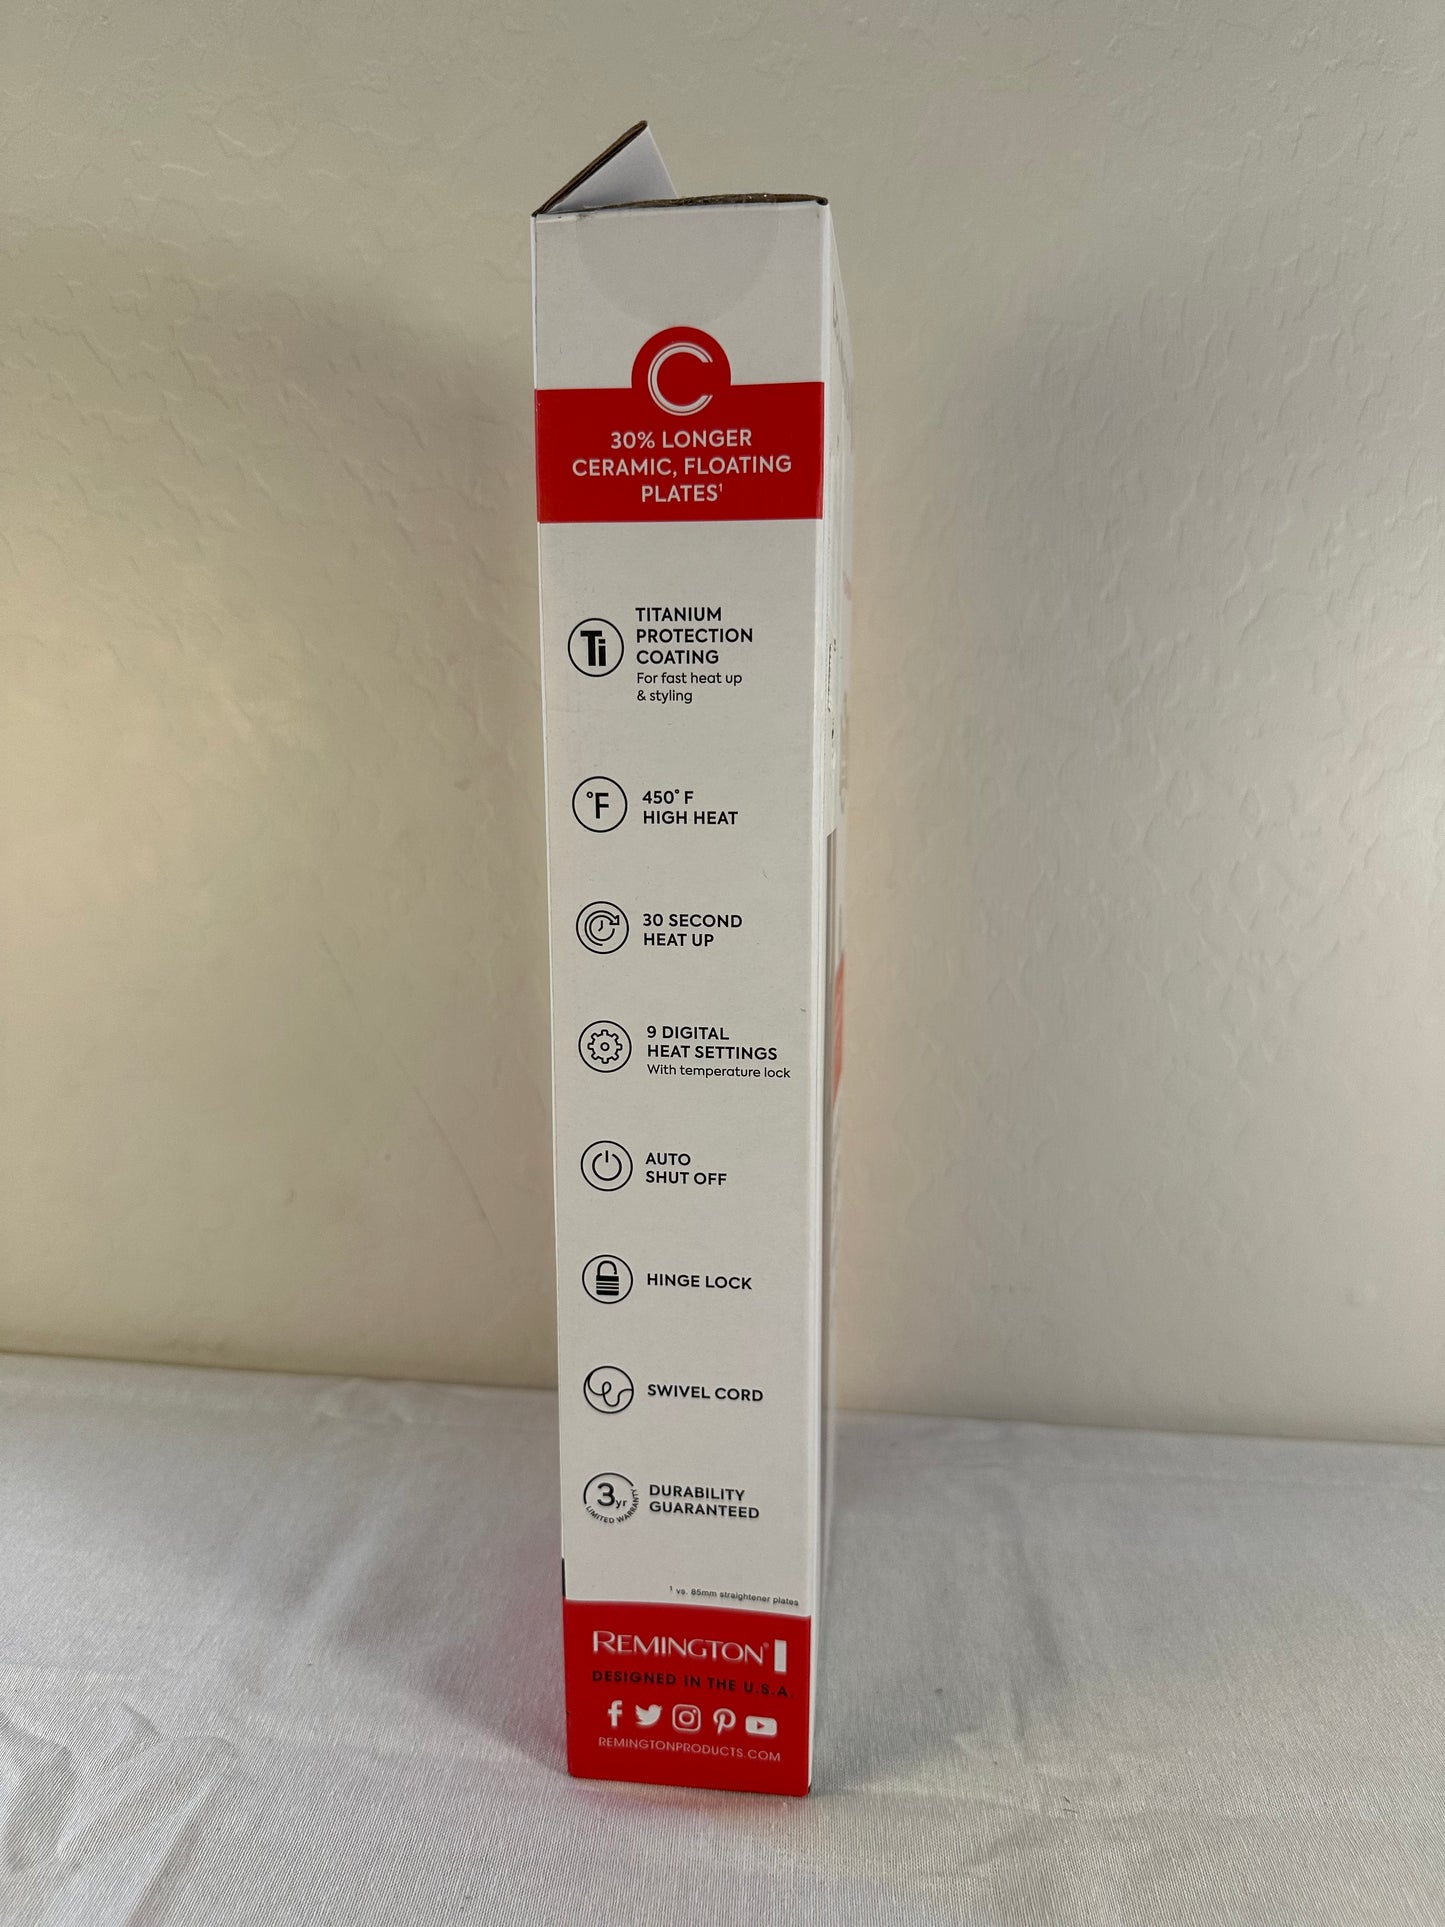 C
30% LONGER
CERAMIC, FLOATING
PLATES¹
Ti
TITANIUM
PROTECTION
COATING
For fast heat up
& styling
°F
450° F
HIGH HEAT
30 SECOND
HEAT UP
9 DIGITAL
HEAT SETTINGS
With temperature lock
AUTO
SHUT OFF
HINGE LOCK
SWIVEL CORD
3yr
LIMITED WARRANTY
DURABILITY
GUARANTEED
¹ vs. 85mm straightener plates
REMINGTON®
DESIGNED IN THE U.S.A.
REMINGTONPRODUCTS.COM